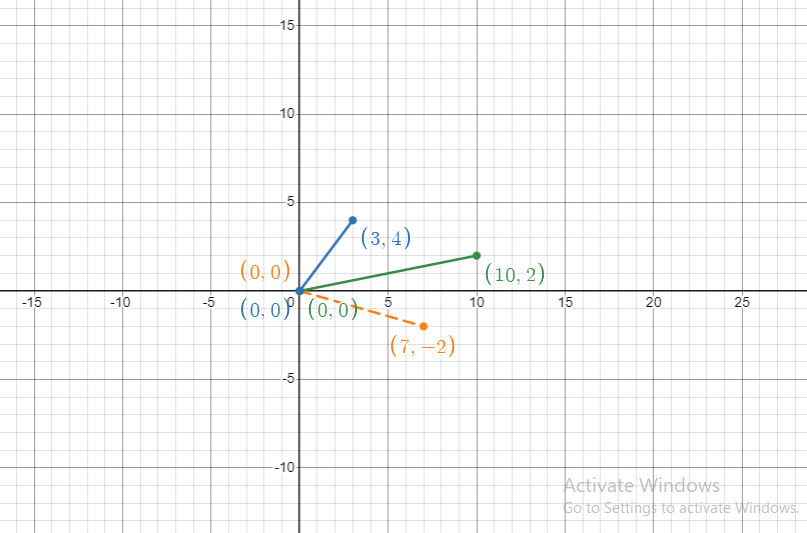 15
10
5
(3, 4)
(0, 0)
(10, 2)
-15 -10 -5 0 5 10 15 20 25
(0, 0) (0, 0)
(7, −2)
-5
-10
Activate Windows
Go to Settings to activate Windows.